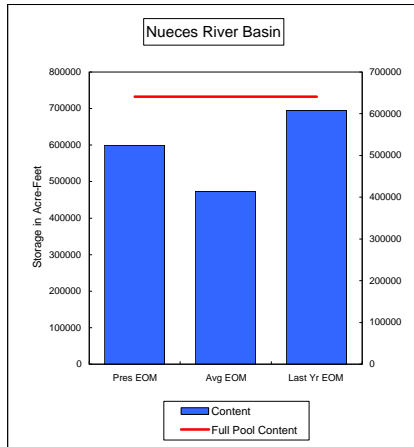 Nueces River Basin
Storage in Acre-Feet
800000
700000
600000
500000
400000
300000
200000
100000
0
700000
600000
500000
400000
300000
200000
100000
0
Pres EOM
Avg EOM
Last Yr EOM
Content
Full Pool Content